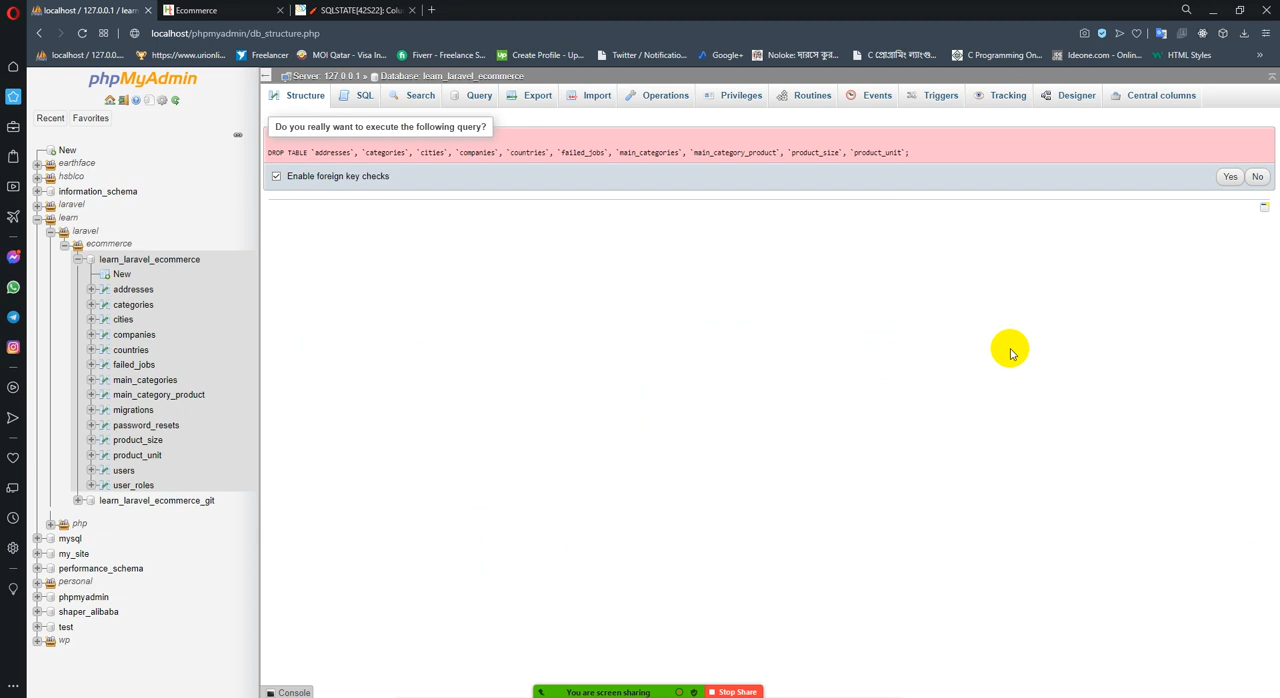 localhost / 127.0.0.1 / learn
Ecommerce
SQLSTATE[42S22]: Colu
localhost/phpmyadmin/db_structure.php
localhost / 127.0.0....
https://www.urionli...
Freelancer
MOI Qatar - Visa In...
Fiverr - Freelance S...
Create Profile - Up...
Twitter / Notificatio...
Google+
C Programming On...
Ideone.com - Onlin...
HTML Styles
phpMyAdmin
Recent
Favorites
New
earthface
hsblco
information_schema
laravel
learn
laravel
ecommerce
learn_laravel_ecommerce
New
addresses
categories
cities
companies
countries
failed_jobs
main_categories
main_category_product
migrations
password_resets
product_size
product_unit
users
user_roles
learn_laravel_ecommerce_git
php
mysql
my_site
performance_schema
personal
phpmyadmin
shaper_alibaba
test
wp
Server: 127.0.0.1 » Database: learn_laravel_ecommerce
Structure
SQL
Search
Query
Export
Import
Operations
Privileges
Routines
Events
Triggers
Tracking
Designer
Central columns
Do you really want to execute the following query?
DROP TABLE `addresses`, `categories`, `cities`, `companies`, `countries`, `failed_jobs`, `main_categories`, `main_category_product`, `product_size`, `product_unit`;
Enable foreign key checks
Yes
No
Console
You are screen sharing
Stop Share